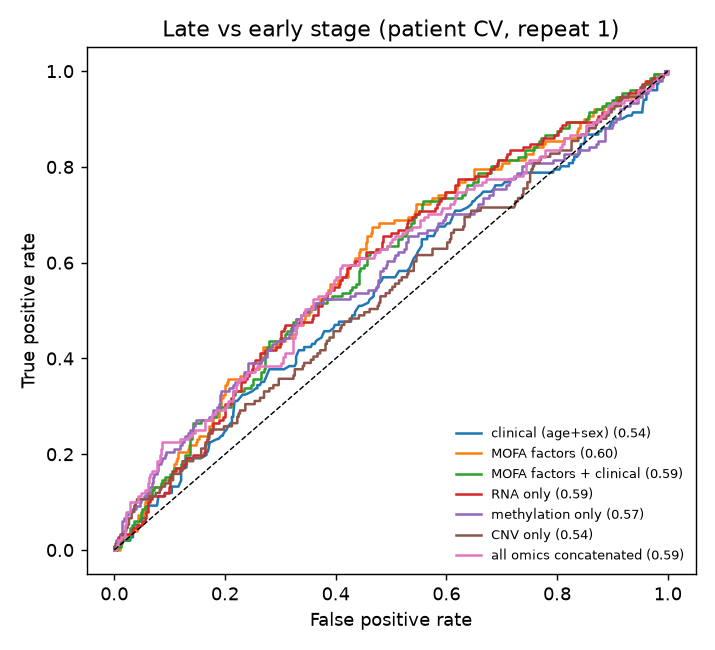 Late vs early stage (patient CV, repeat 1)
True positive rate
1.0
0.8
0.6
0.4
0.2
0.0
clinical (age+sex) (0.54)
MOFA factors (0.60)
MOFA factors + clinical (0.59)
RNA only (0.59)
methylation only (0.57)
CNV only (0.54)
all omics concatenated (0.59)
0.0 0.2 0.4 0.6 0.8 1.0
False positive rate